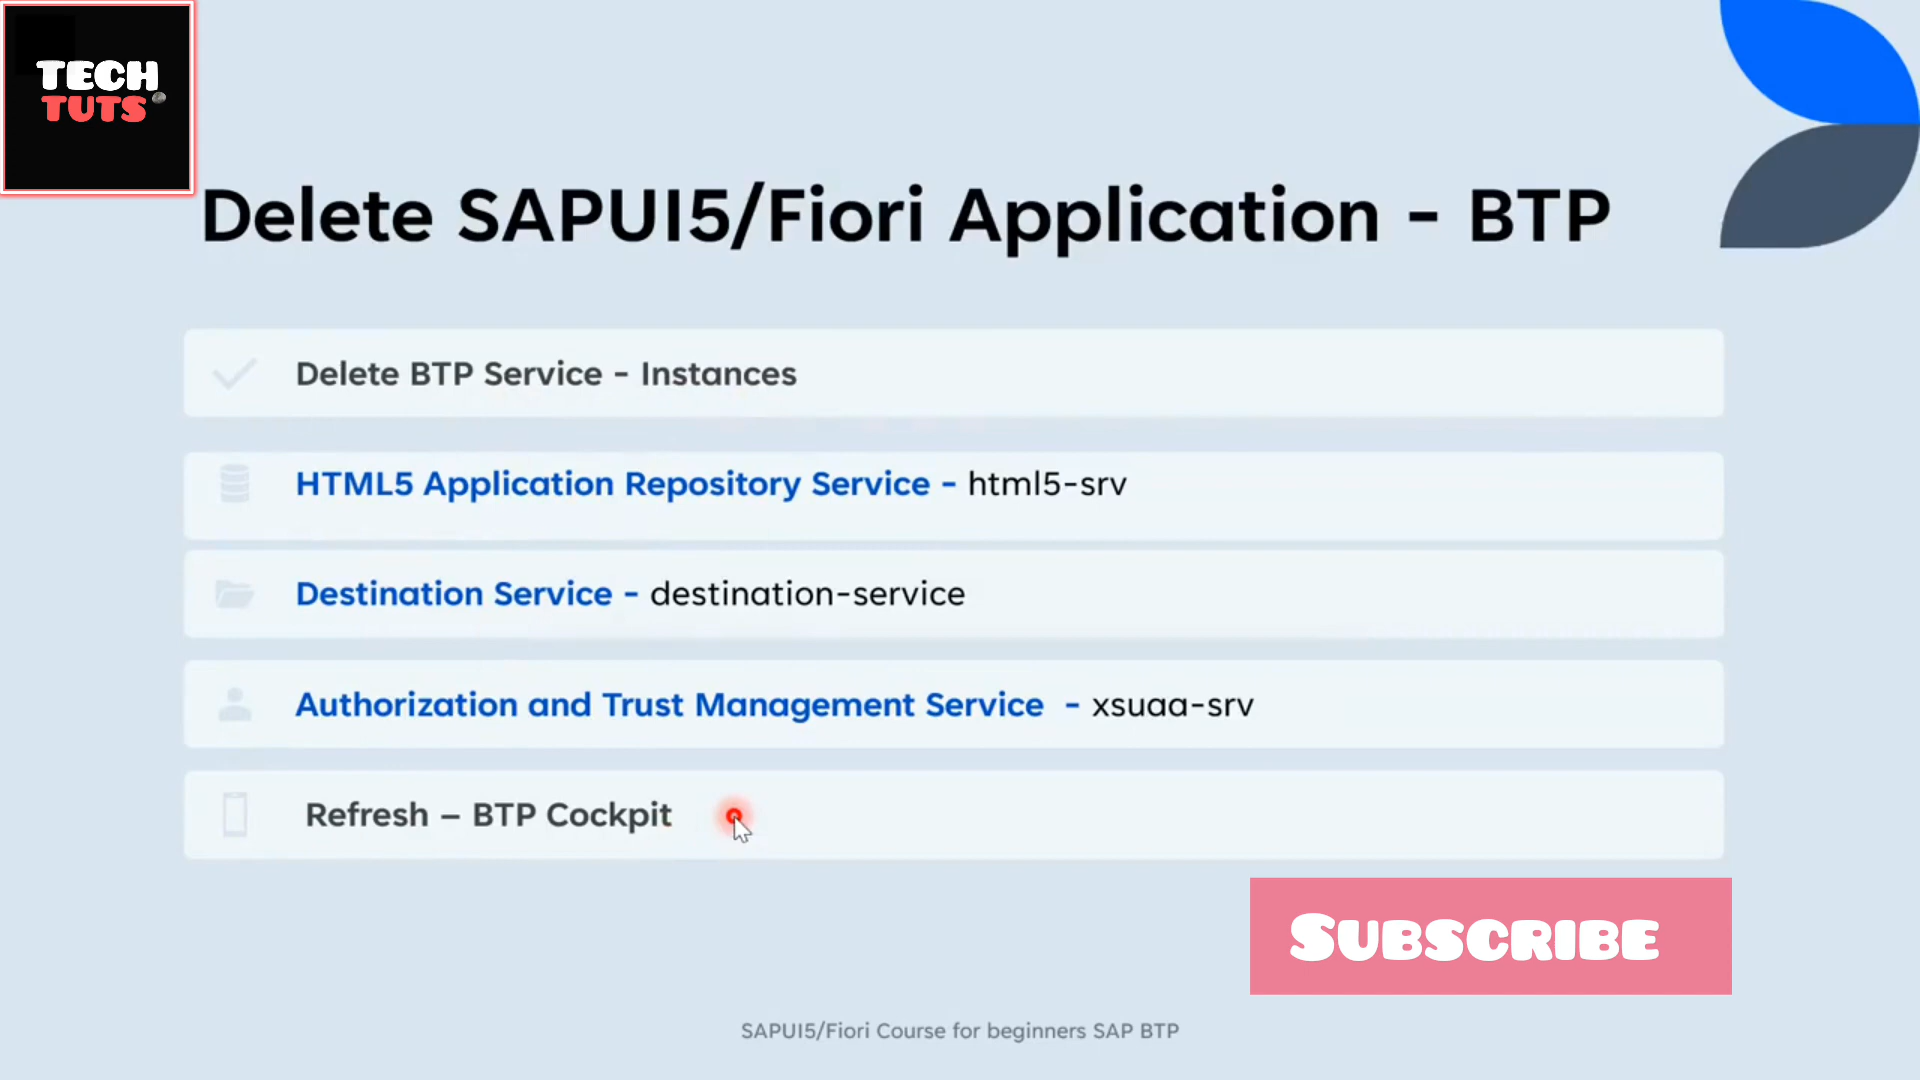 TECH
TUTS
Delete SAPUI5/Fiori Application - BTP
Delete BTP Service - Instances
HTML5 Application Repository Service - html5-srv
Destination Service - destination-service
Authorization and Trust Management Service - xsuaa-srv
Refresh – BTP Cockpit
SUBSCRIBE
SAPUI5/Fiori Course for beginners SAP BTP